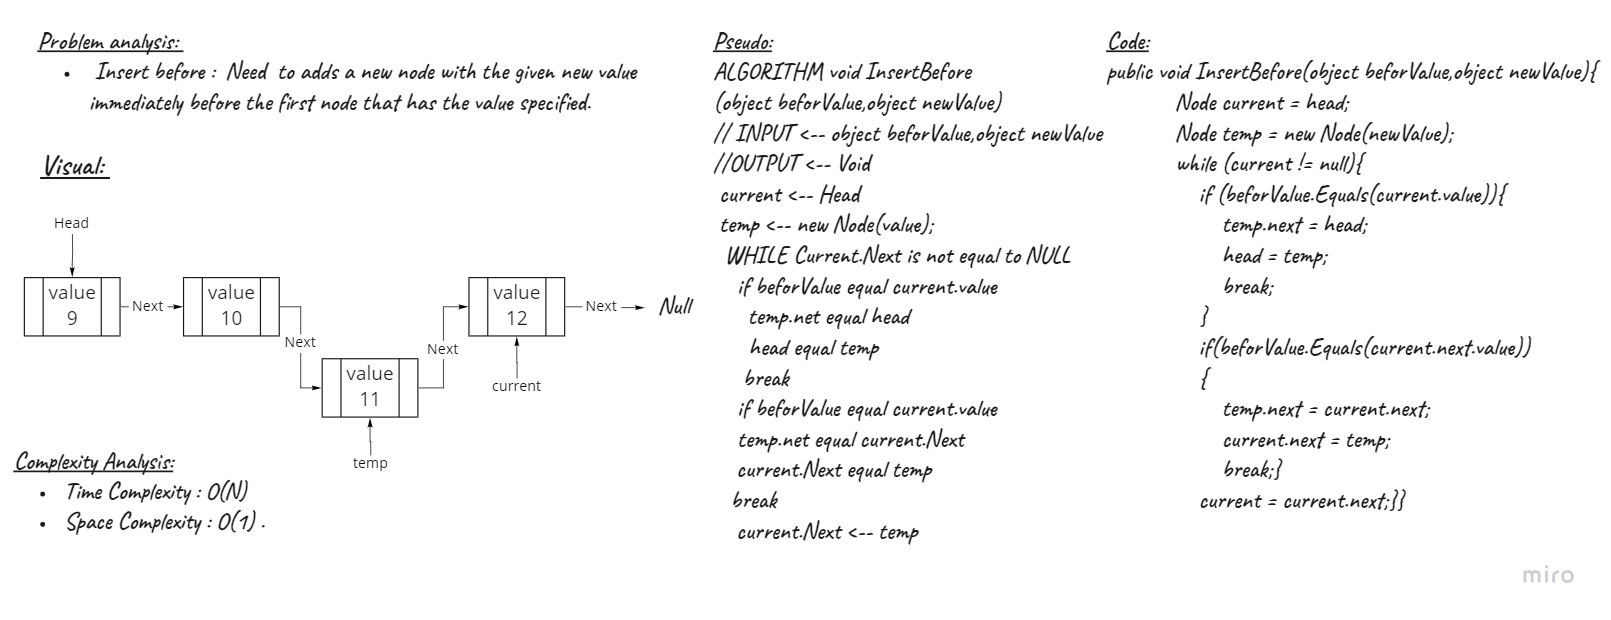 Problem analysis:
• Insert before : Need to adds a new node with the given new value
immediately before the first node that has the value specified.
Visual:
Head
value
9
Next
value
10
Next
value
11
temp
Next
value
12
current
Next
Null
Complexity Analysis:
• Time Complexity : O(N)
• Space Complexity : O(1) .
Pseudo:
ALGORITHM void InsertBefore
(object beforValue,object newValue)
// INPUT <-- object beforValue,object newValue
//OUTPUT <-- Void
current <-- Head
temp <-- new Node(value);
WHILE Current.Next is not equal to NULL
if beforValue equal current.value
temp.net equal head
head equal temp
break
if beforValue equal current.value
temp.net equal current.Next
current.Next equal temp
break
current.Next <-- temp
Code:
public void InsertBefore(object beforValue,object newValue){
Node current = head;
Node temp = new Node(newValue);
while (current != null){
if (beforValue.Equals(current.value)){
temp.next = head;
head = temp;
break;
}
if(beforValue.Equals(current.next.value))
{
temp.next = current.next;
current.next = temp;
break;}
current = current.next;}}
miro